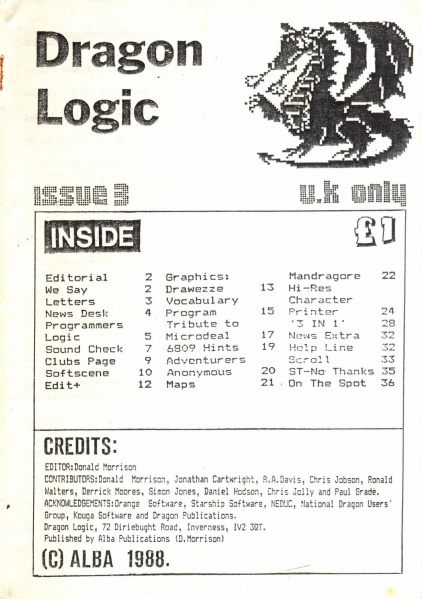 Dragon
Logic
ISSUE 3
U.K ONLY
INSIDE
£1
Editorial 2
We Say 2
Letters 3
News Desk 4
Programmers
Logic 5
Sound Check 7
Clubs Page 9
Softscene 10
Edit+ 12
Graphics:
Drawezze 13
Vocabulary
Program 15
Tribute to
Microdeal 17
6809 Hints 19
Adventurers
Anonymous 20
Maps 21
Mandragore 22
Hi-Res
Character
Printer 24
'3 IN 1' 28
News Extra 32
Help Line 32
Scroll 33
ST-No Thanks 35
On The Spot 36
CREDITS:
EDITOR:Donald Morrison
CONTRIBUTORS:Donald Morrison, Jonathan Cartwright, R.A.Davis, Chris Jobson, Ronald
Walters, Derrick Moores, Simon Jones, Daniel Hodson, Chris Jolly and Paul Grade.
ACKNOWLEDGEMENTS:Orange Software, Starship Software, NEDUC, National Dragon Users'
Group, Kouga Software and Dragon Publications.
Dragon Logic, 72 Diriebught Road, Inverness, IV2 3QT.
Published by Alba Publications (D.Morrison)
(C) ALBA 1988.